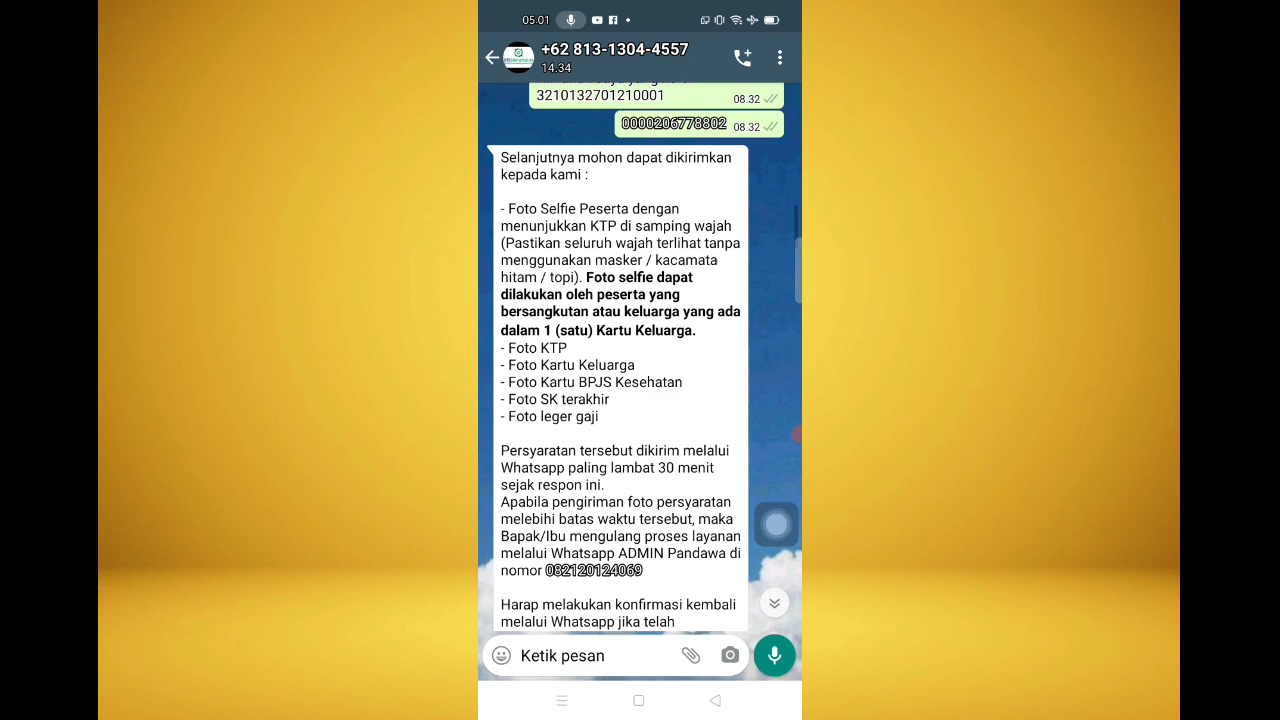 05.01
+62 813-1304-4557
14.34
3210132701210001
08.32
0000206778802
08.32
Selanjutnya mohon dapat dikirimkan
kepada kami :
- Foto Selfie Peserta dengan
menunjukkan KTP di samping wajah
(Pastikan seluruh wajah terlihat tanpa
menggunakan masker / kacamata
hitam / topi). Foto selfie dapat
dilakukan oleh peserta yang
bersangkutan atau keluarga yang ada
dalam 1 (satu) Kartu Keluarga.
- Foto KTP
- Foto Kartu Keluarga
- Foto Kartu BPJS Kesehatan
- Foto SK terakhir
- Foto leger gaji
Persyaratan tersebut dikirim melalui
Whatsapp paling lambat 30 menit
sejak respon ini.
Apabila pengiriman foto persyaratan
melebihi batas waktu tersebut, maka
Bapak/Ibu mengulang proses layanan
melalui Whatsapp ADMIN Pandawa di
nomor 082120124069
Harap melakukan konfirmasi kembali
melalui Whatsapp jika telah
Ketik pesan